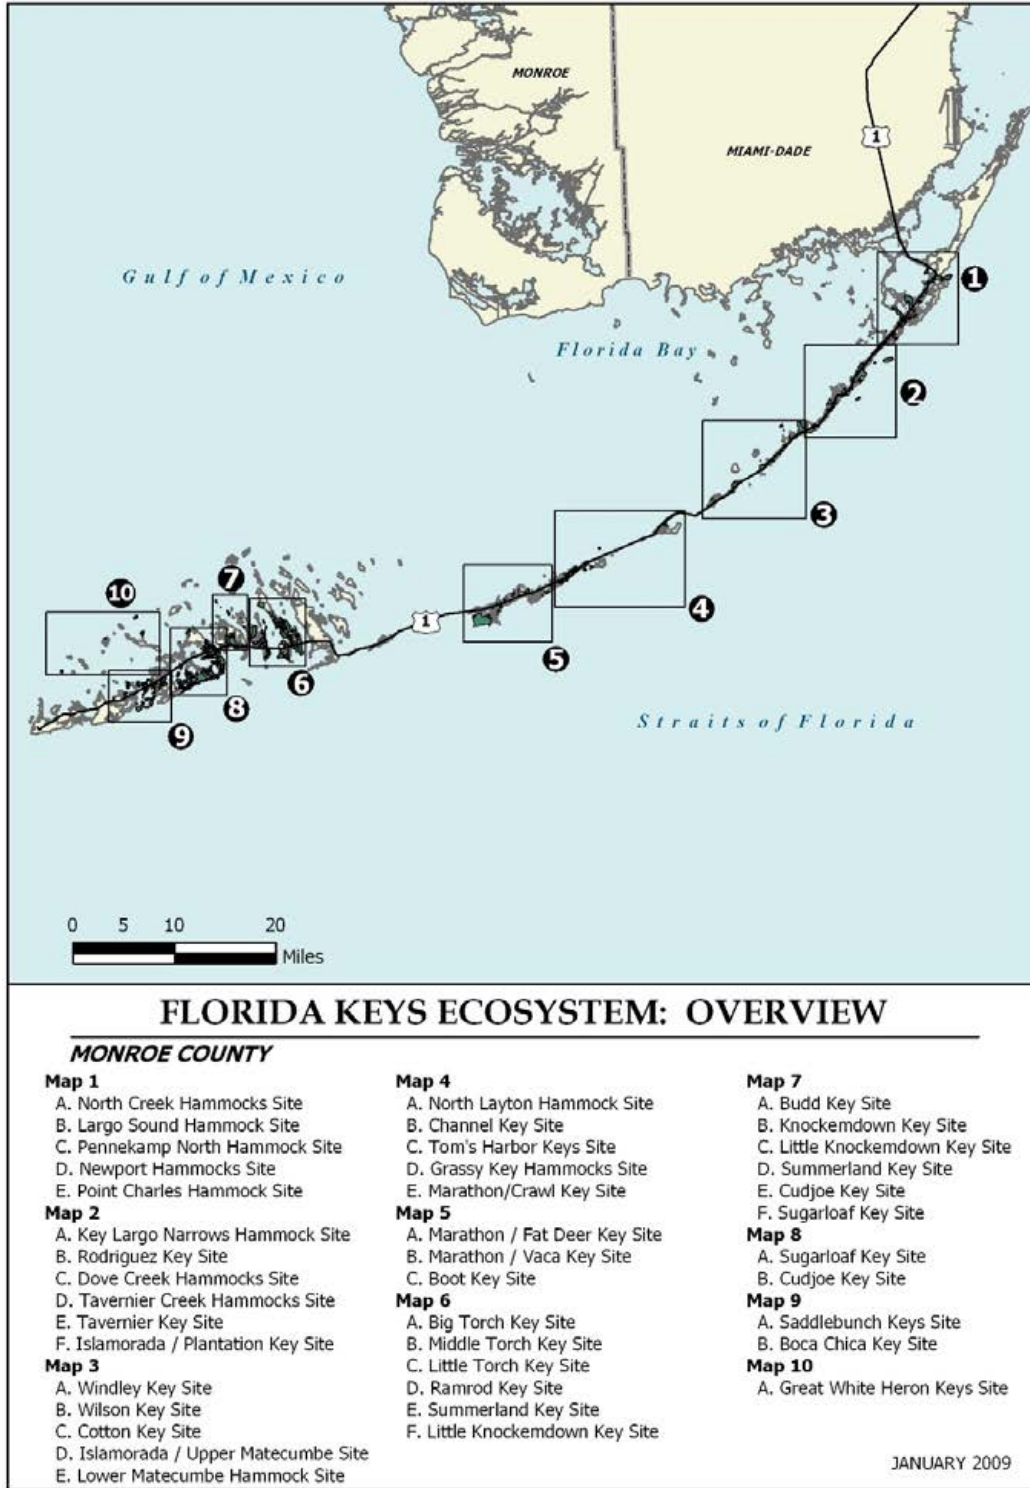 MONROE
1
MIAMI-DADE
Gulf of Mexico
1
Florida Bay
2
3
10
7
4
1
5
6
8
Straits of Florida
9
0 5 10 20
Miles
FLORIDA KEYS ECOSYSTEM: OVERVIEW
MONROE COUNTY
Map 1
A. North Creek Hammocks Site
B. Largo Sound Hammock Site
C. Pennekamp North Hammock Site
D. Newport Hammocks Site
E. Point Charles Hammock Site
Map 2
A. Key Largo Narrows Hammock Site
B. Rodriguez Key Site
C. Dove Creek Hammocks Site
D. Tavernier Creek Hammocks Site
E. Tavernier Key Site
F. Islamorada / Plantation Key Site
Map 3
A. Windley Key Site
B. Wilson Key Site
C. Cotton Key Site
D. Islamorada / Upper Matecumbe Site
E. Lower Matecumbe Hammock Site
Map 4
A. North Layton Hammock Site
B. Channel Key Site
C. Tom's Harbor Keys Site
D. Grassy Key Hammocks Site
E. Marathon/Crawl Key Site
Map 5
A. Marathon / Fat Deer Key Site
B. Marathon / Vaca Key Site
C. Boot Key Site
Map 6
A. Big Torch Key Site
B. Middle Torch Key Site
C. Little Torch Key Site
D. Ramrod Key Site
E. Summerland Key Site
F. Little Knockemdown Key Site
Map 7
A. Budd Key Site
B. Knockemdown Key Site
C. Little Knockemdown Key Site
D. Summerland Key Site
E. Cudjoe Key Site
F. Sugarloaf Key Site
Map 8
A. Sugarloaf Key Site
B. Cudjoe Key Site
Map 9
A. Saddlebunch Keys Site
B. Boca Chica Key Site
Map 10
A. Great White Heron Keys Site
JANUARY 2009